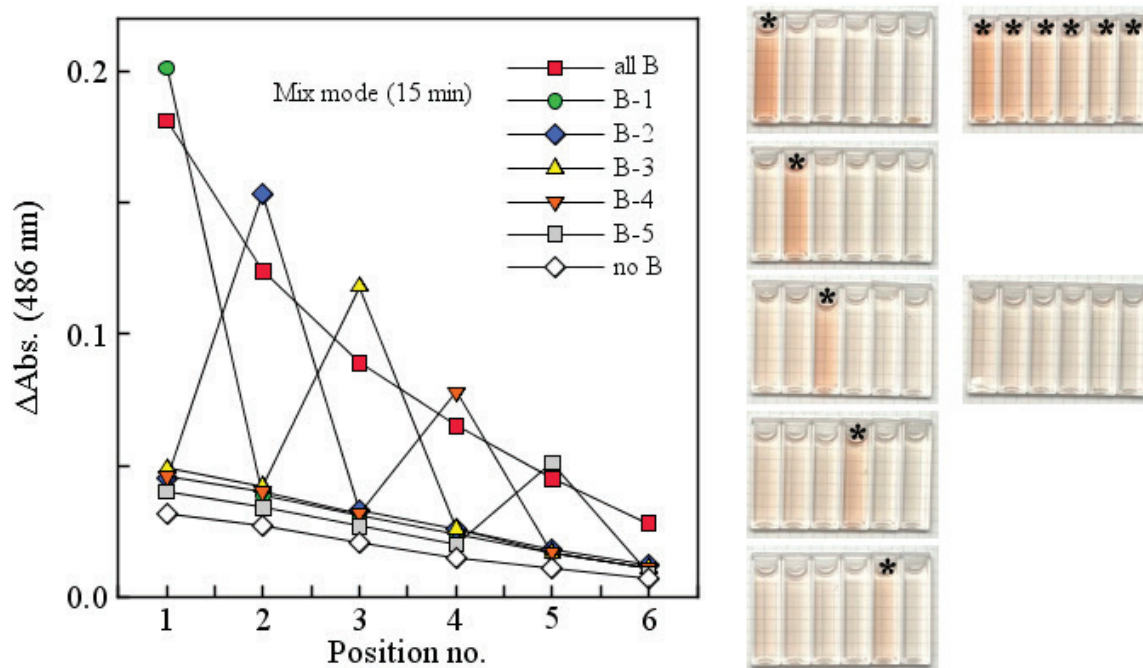 0.2
0.1
0.0
ΔAbs. (486 nm)
Mix mode (15 min)
all B
B-1
B-2
B-3
B-4
B-5
no B
1 2 3 4 5 6
Position no.
*
* * * * * *
*
*
*
*